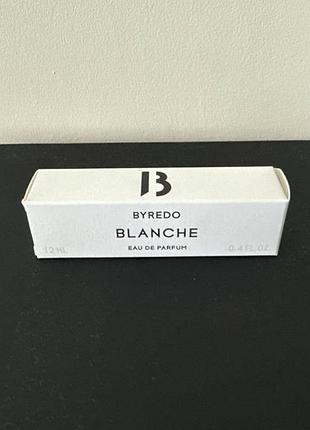 B
BYREDO
BLANCHE
12 ML EAU DE PARFUM 0.4 FL.OZ.